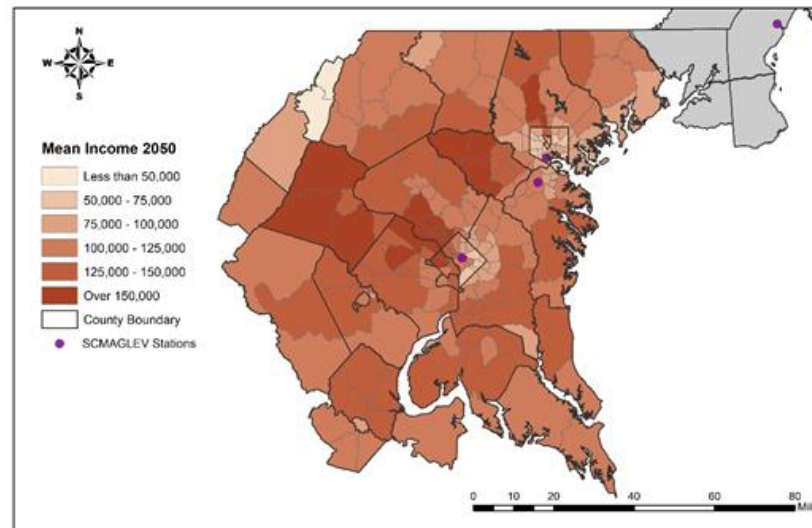 N
W E
S
Mean Income 2050
Less than 50,000
50,000 - 75,000
75,000 - 100,000
100,000 - 125,000
125,000 - 150,000
Over 150,000
County Boundary
SCMAGLEV Stations
0 10 20 40 60 80